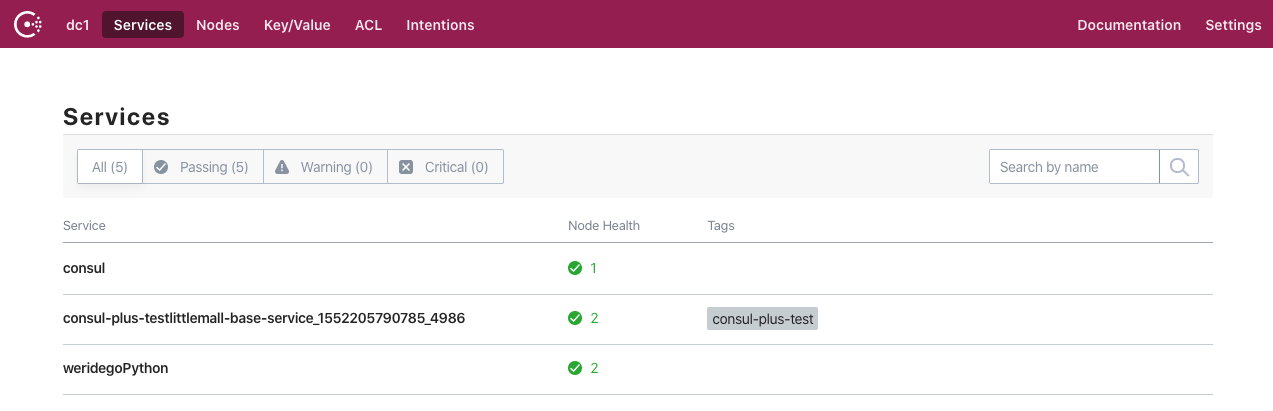 dc1 Services Nodes Key/Value ACL Intentions Documentation Settings
Services
All (5) Passing (5) Warning (0) Critical (0) Search by name
Service Node Health Tags
consul 1
consul-plus-testlittlemall-base-service_1552205790785_4986 2 consul-plus-test
weridegoPython 2